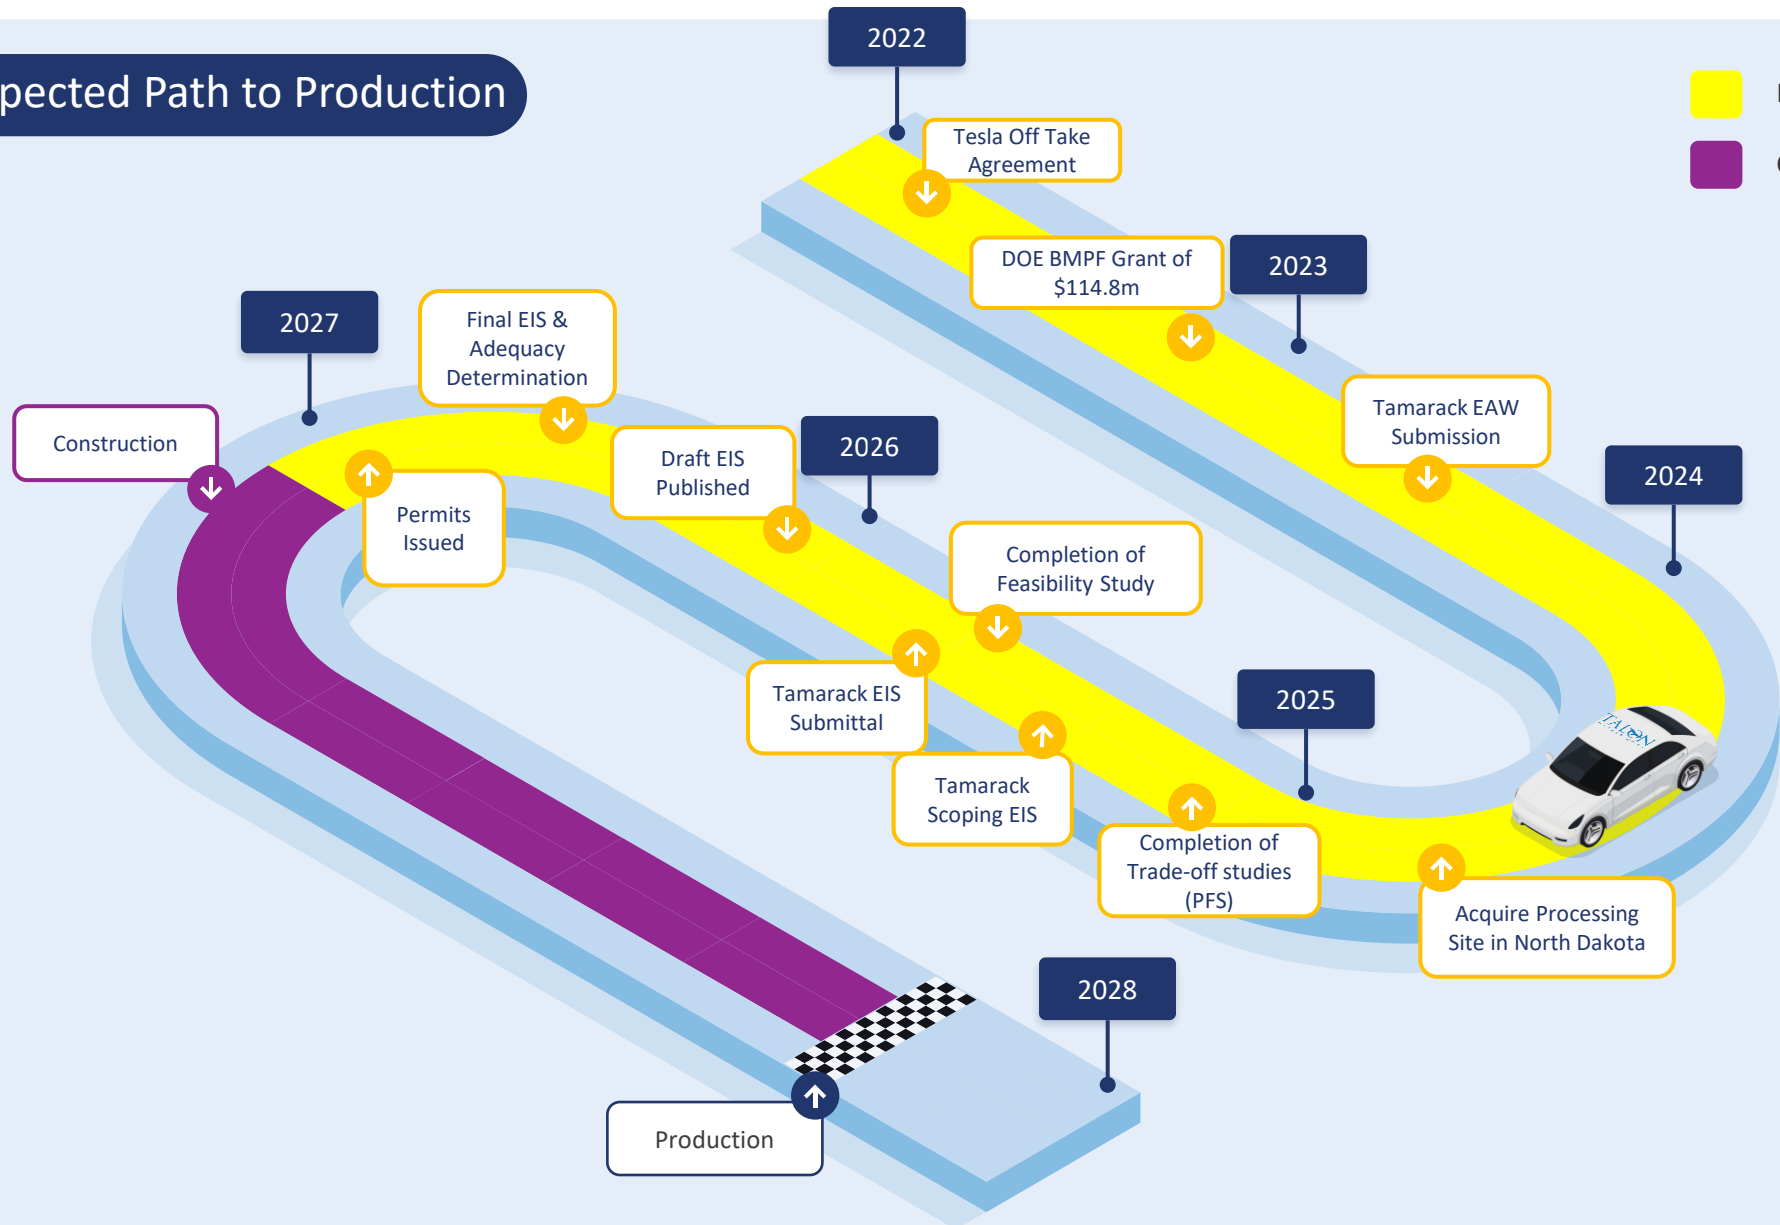 2022
pected Path to Production
Tesla Off Take
Agreement
DOE BMPF Grant of
$114.8m
2023
2027
Final EIS &
Adequacy
Determination
Tamarack EAW
Submission
Construction
Draft EIS
Published
2026
2024
Permits
Issued
Completion of
Feasibility Study
Tamarack EIS
Submittal
2025
TALON
Tamarack
Scoping EIS
Completion of
Trade-off studies
(PFS)
Acquire Processing
Site in North Dakota
2028
Production